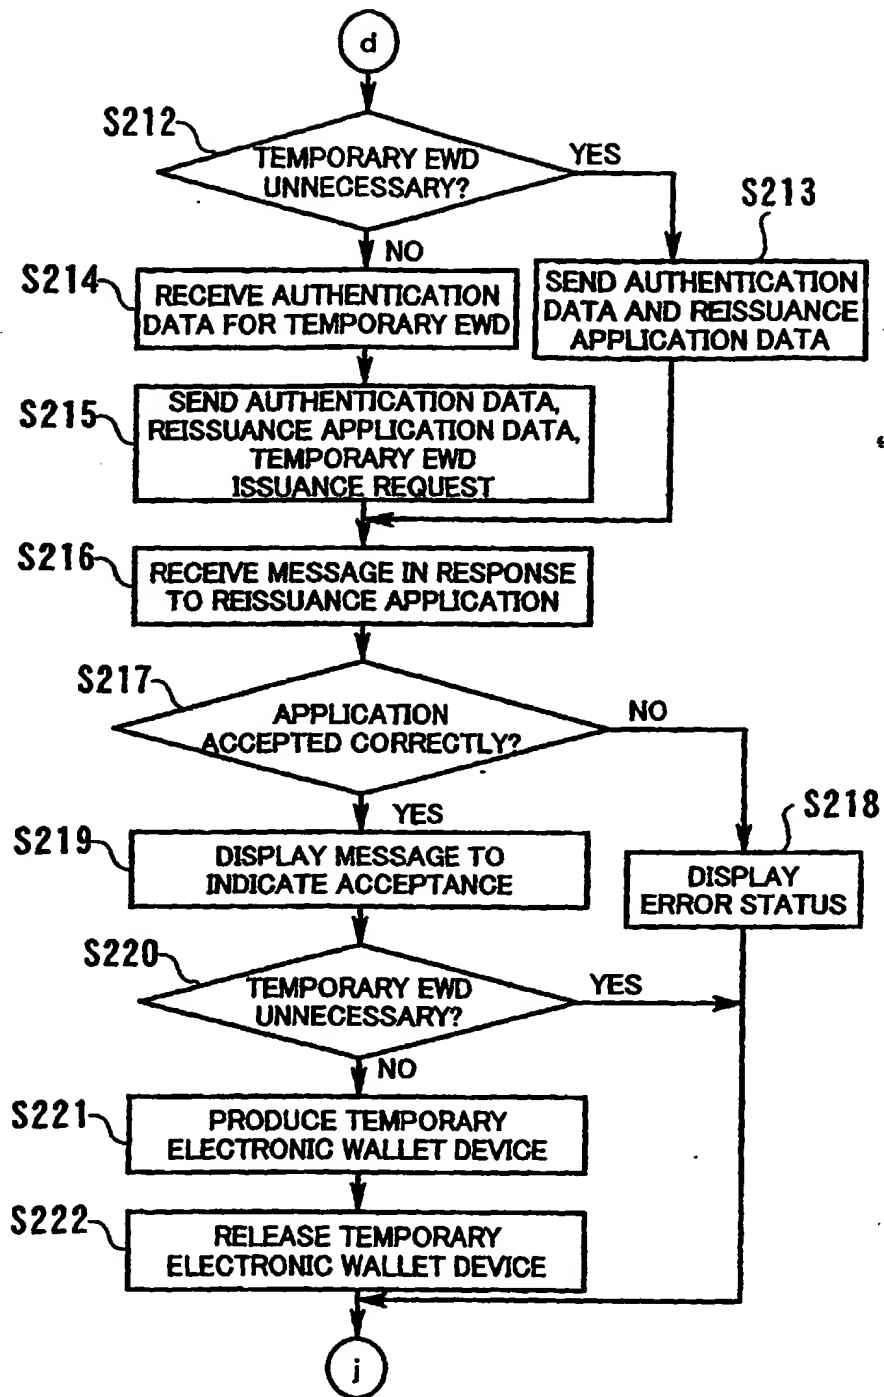 d
S212
TEMPORARY EWD
UNNECESSARY?
YES
S213
NO
S214
RECEIVE AUTHENTICATION
DATA FOR TEMPORARY EWD
SEND AUTHENTICATION
DATA AND REISSUANCE
APPLICATION DATA
S215
SEND AUTHENTICATION DATA,
REISSUANCE APPLICATION DATA,
TEMPORARY EWD
ISSUANCE REQUEST
S216
RECEIVE MESSAGE IN RESPONSE
TO REISSUANCE APPLICATION
S217
APPLICATION
ACCEPTED CORRECTLY?
NO
YES
S218
S219
DISPLAY MESSAGE TO
INDICATE ACCEPTANCE
DISPLAY
ERROR STATUS
S220
TEMPORARY EWD
UNNECESSARY?
YES
NO
S221
PRODUCE TEMPORARY
ELECTRONIC WALLET DEVICE
S222
RELEASE TEMPORARY
ELECTRONIC WALLET DEVICE
j